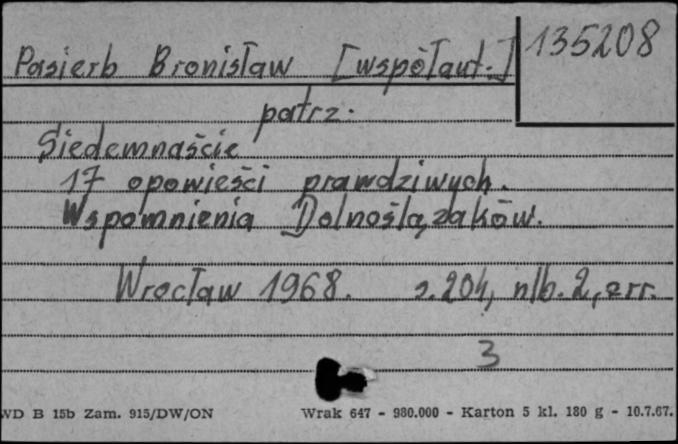 Pasierb Bronisław [współaut.]
135208
patrz.
Siedemnaście
17 opowieści prawdziwych.
Wspomnienia Dolnoślązaków.
Wrocław 1968. s. 204, nlb. 2, err.
3
WD B 15b Zam. 915/DW/ON Wrak 647 - 980.000 - Karton 5 kl. 180 g - 10.7.67.